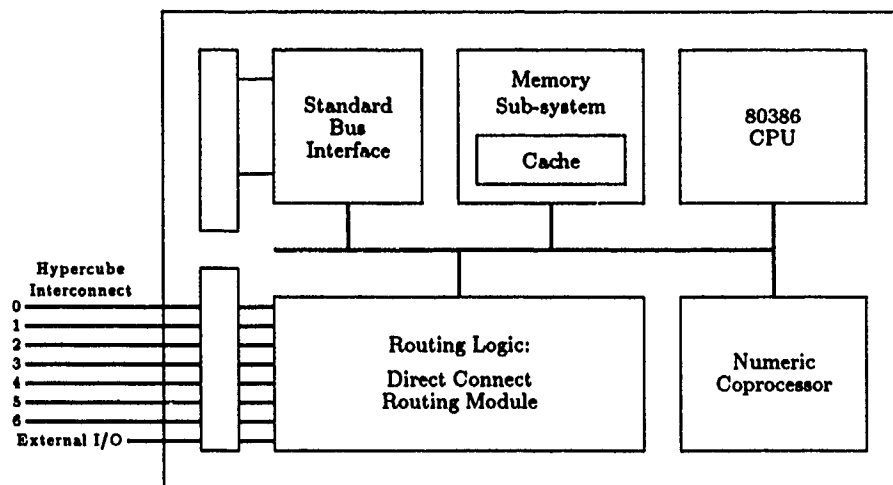 Standard
Bus
Interface
Memory
Sub-system
Cache
80386
CPU
Hypercube
Interconnect
0
1
2
3
4
5
6
External I/O
Routing Logic:
Direct Connect
Routing Module
Numeric
Coprocessor